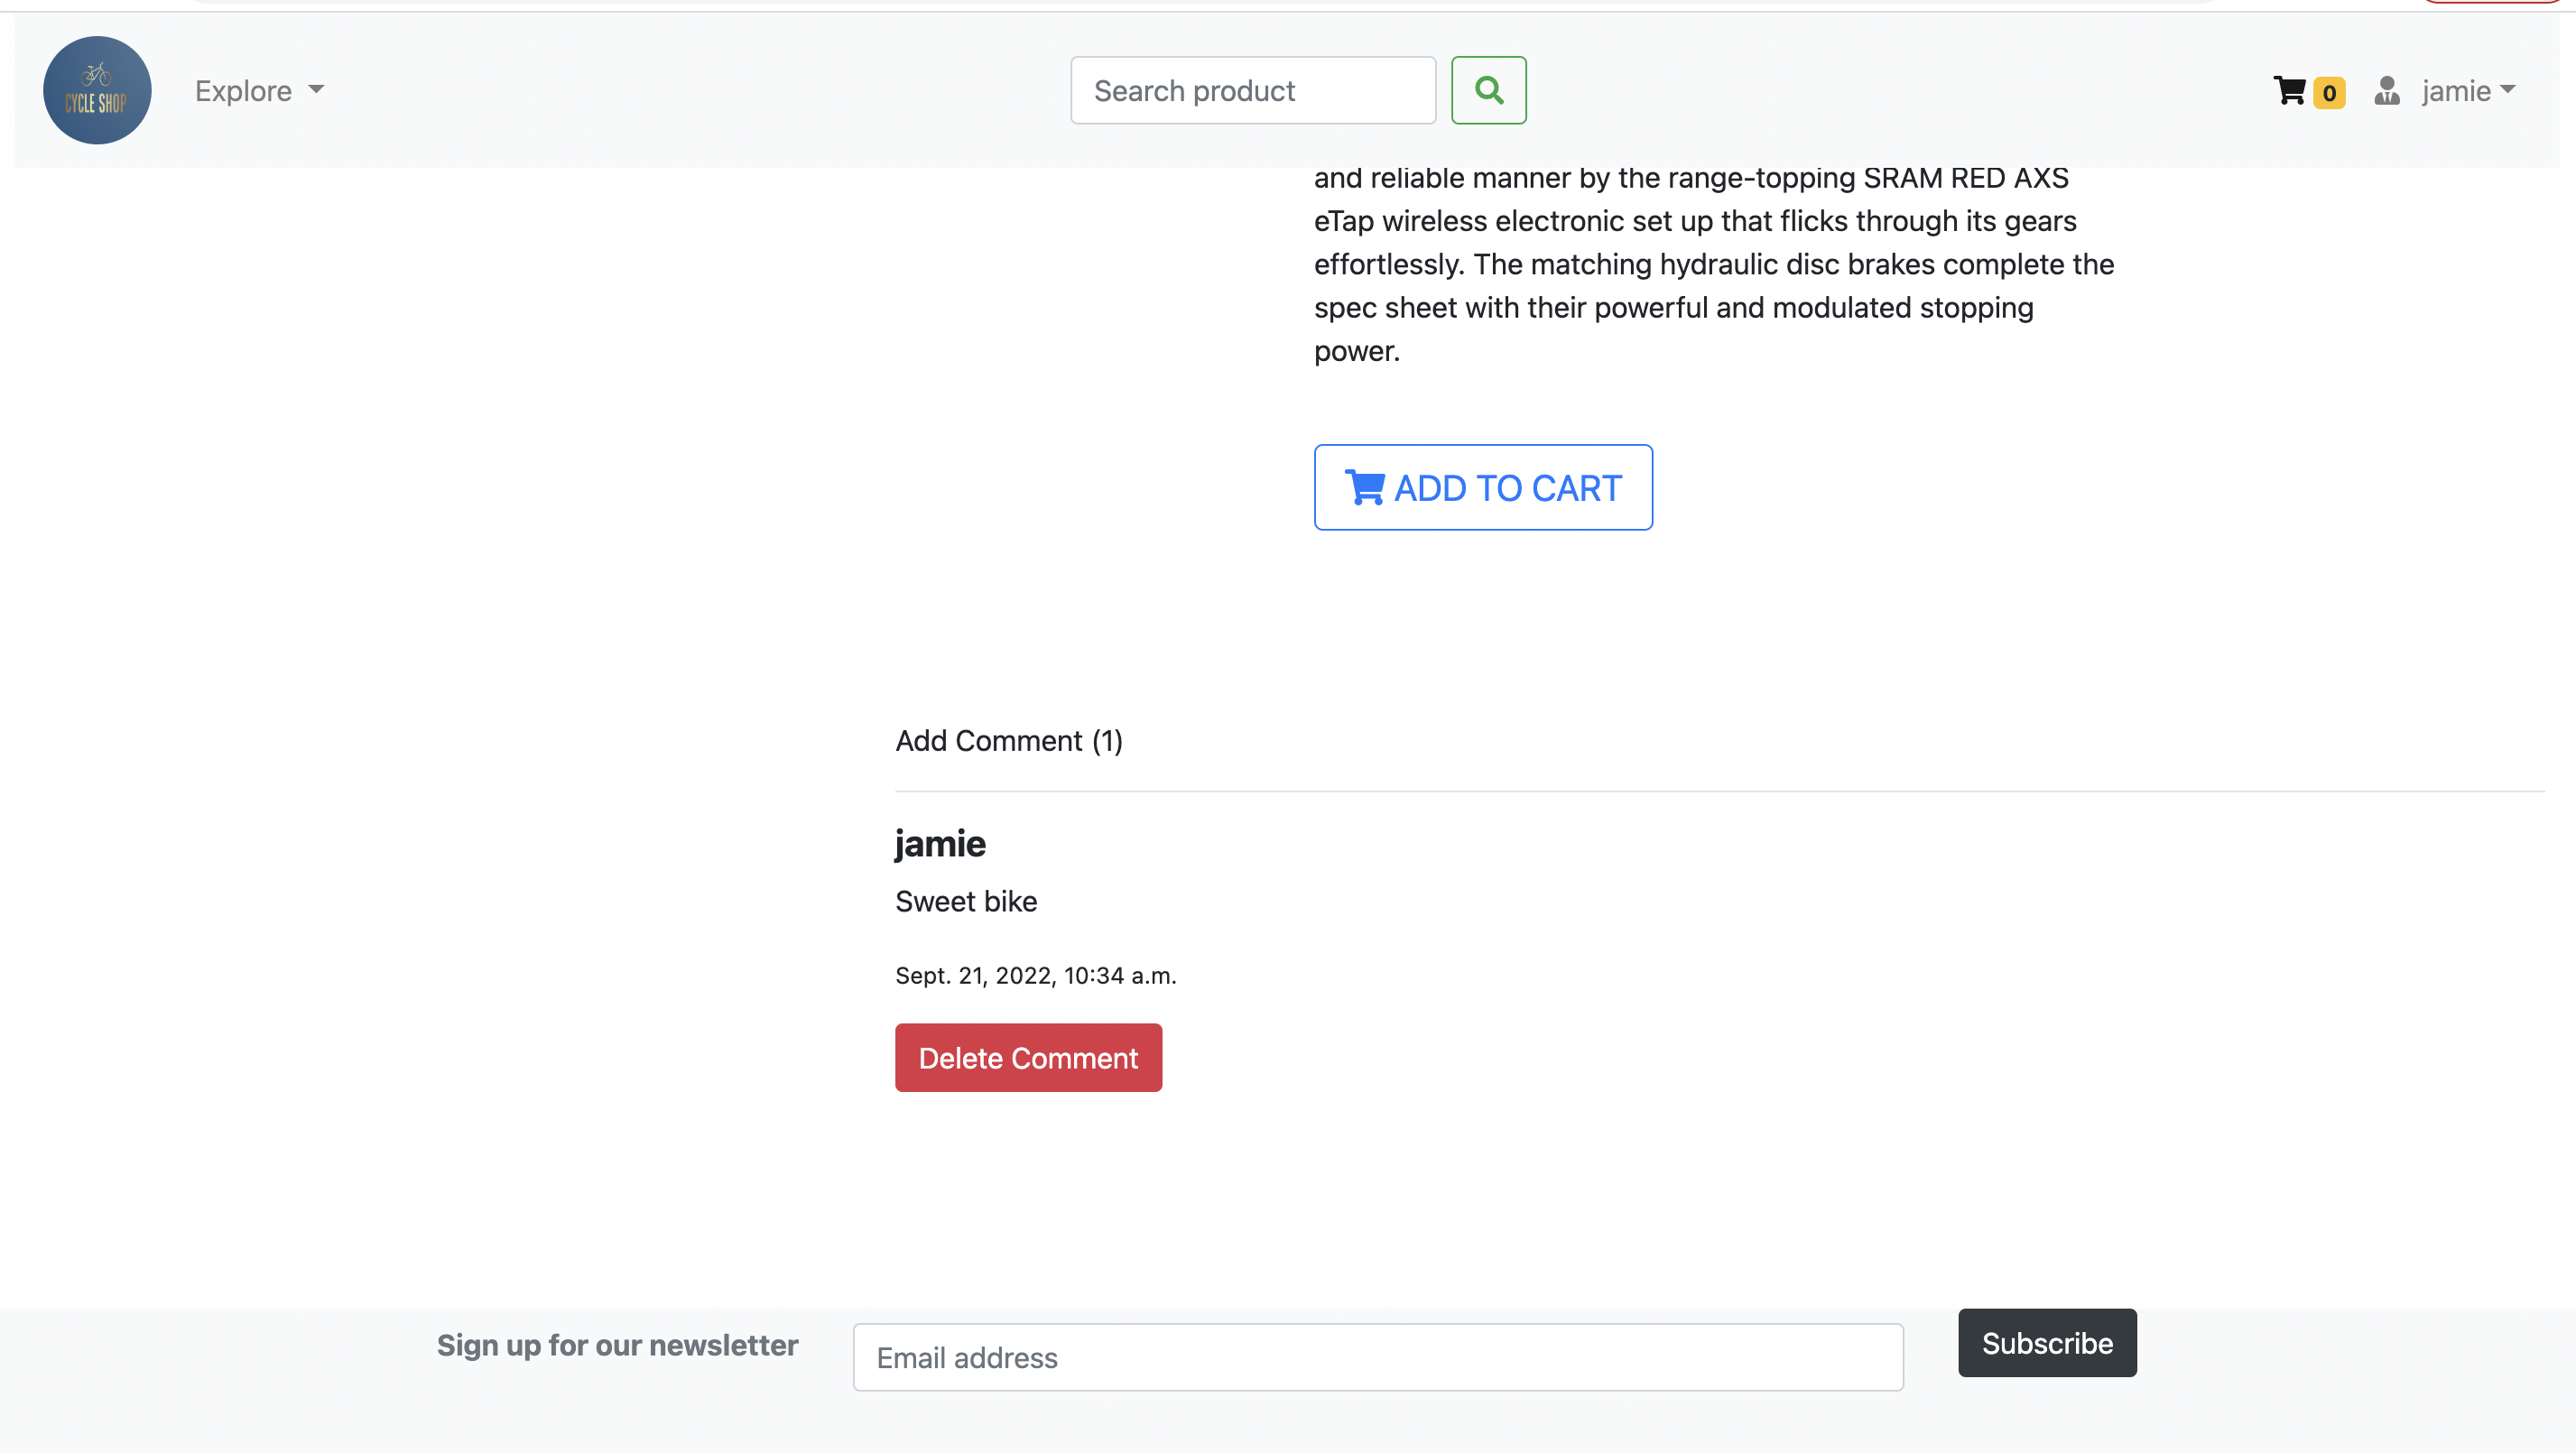 CYCLE SHOP
Explore
Search product
0
jamie
and reliable manner by the range-topping SRAM RED AXS
eTap wireless electronic set up that flicks through its gears
effortlessly. The matching hydraulic disc brakes complete the
spec sheet with their powerful and modulated stopping
power.
ADD TO CART
Add Comment (1)
jamie
Sweet bike
Sept. 21, 2022, 10:34 a.m.
Delete Comment
Sign up for our newsletter
Email address
Subscribe